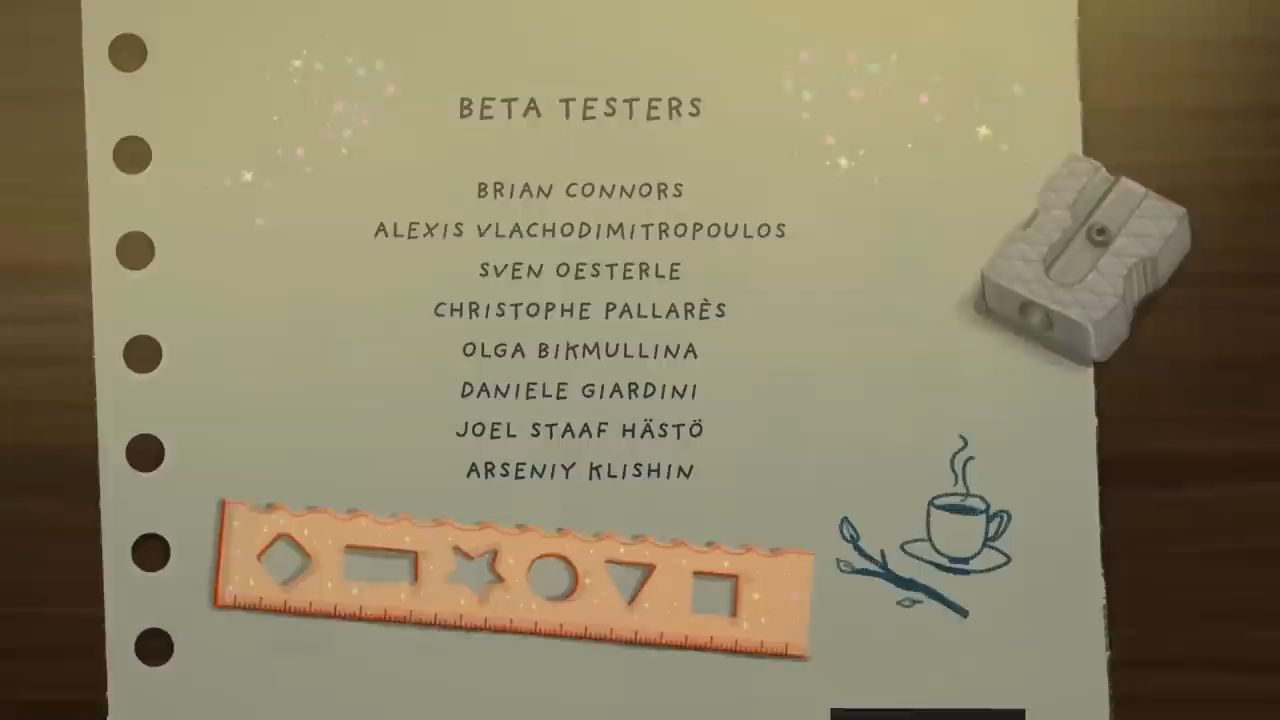 BETA TESTERS
BRIAN CONNORS
ALEXIS VLACHODIMITROPOULOS
SVEN OESTERLE
CHRISTOPHE PALLARÈS
OLGA BIKMULLINA
DANIELE GIARDINI
JOEL STAAF HÄSTÖ
ARSENIY KLISHIN